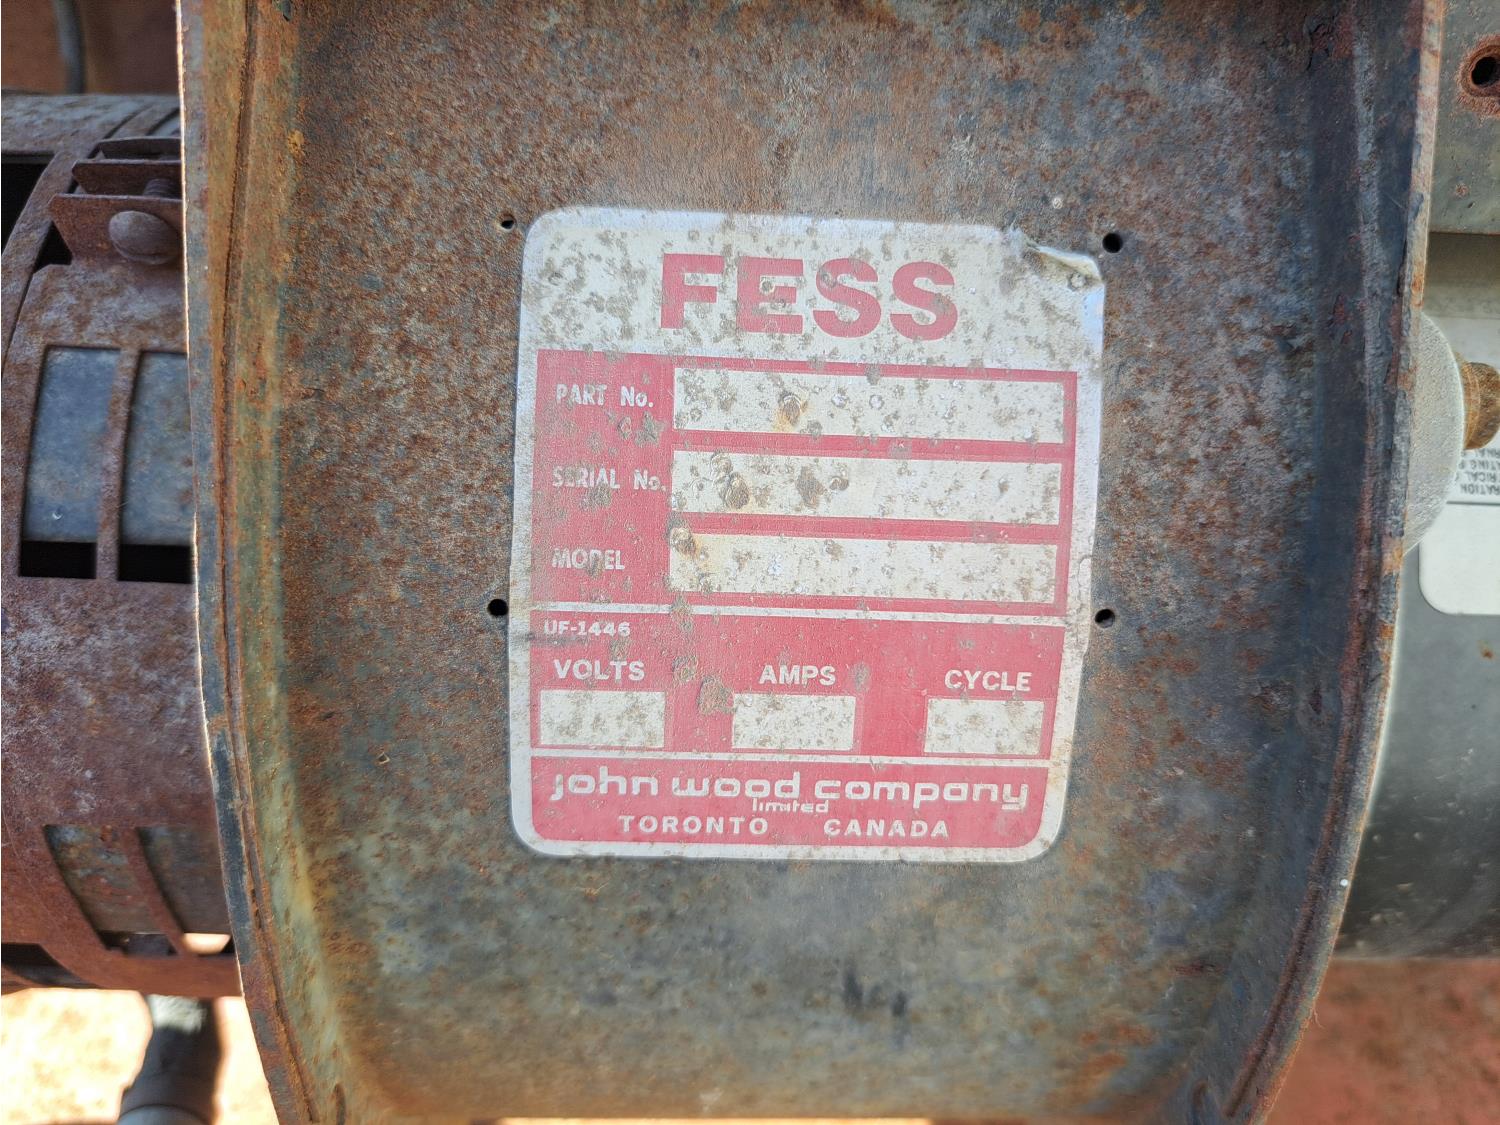 FESS
PART No.
SERIAL No.
MODEL
UF-1446
VOLTS AMPS CYCLE
john wood company
limited
TORONTO CANADA